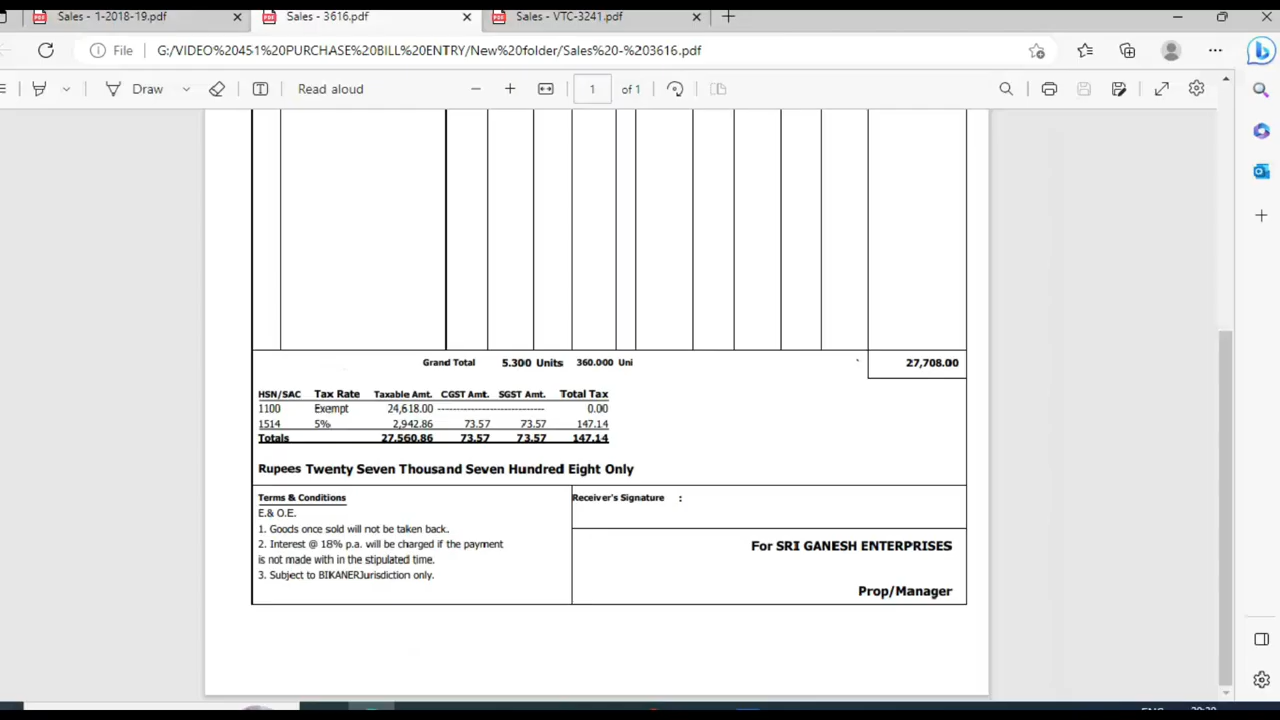 Sales - 1-2018-19.pdf
Sales - 3616.pdf
Sales - VTC-3241.pdf
File G:/VIDEO%20451%20PURCHASE%20BILL%20ENTRY/New%20folder/Sales%20-%203616.pdf
Draw Read aloud 1 of 1
Grand Total 5.300 Units 360.000 Uni ` 27,708.00
HSN/SAC Tax Rate Taxable Amt. CGST Amt. SGST Amt. Total Tax
1100 Exempt 24,618.00 --------------------------- 0.00
1514 5% 2,942.86 73.57 73.57 147.14
Totals 27,560.86 73.57 73.57 147.14
Rupees Twenty Seven Thousand Seven Hundred Eight Only
Terms & Conditions
E.& O.E.
1. Goods once sold will not be taken back.
2. Interest @ 18% p.a. will be charged if the payment
is not made with in the stipulated time.
3. Subject to BIKANERJurisdiction only.
Receiver's Signature :
For SRI GANESH ENTERPRISES
Prop/Manager